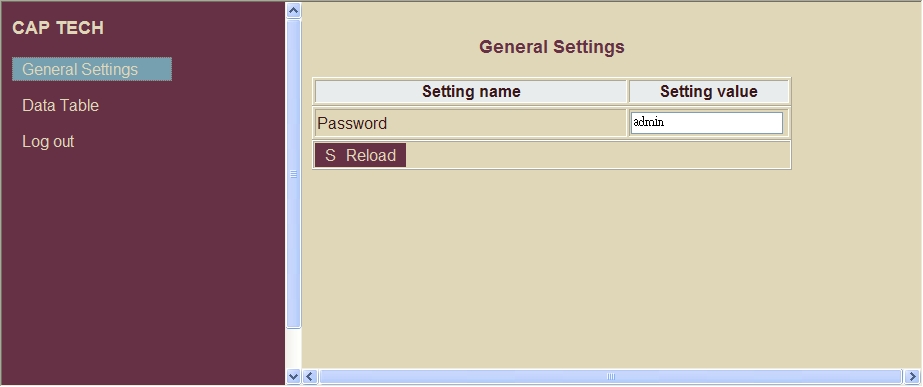 CAP TECH
General Settings
Data Table
Log out
General Settings
Setting name Setting value
Password admin
S Reload